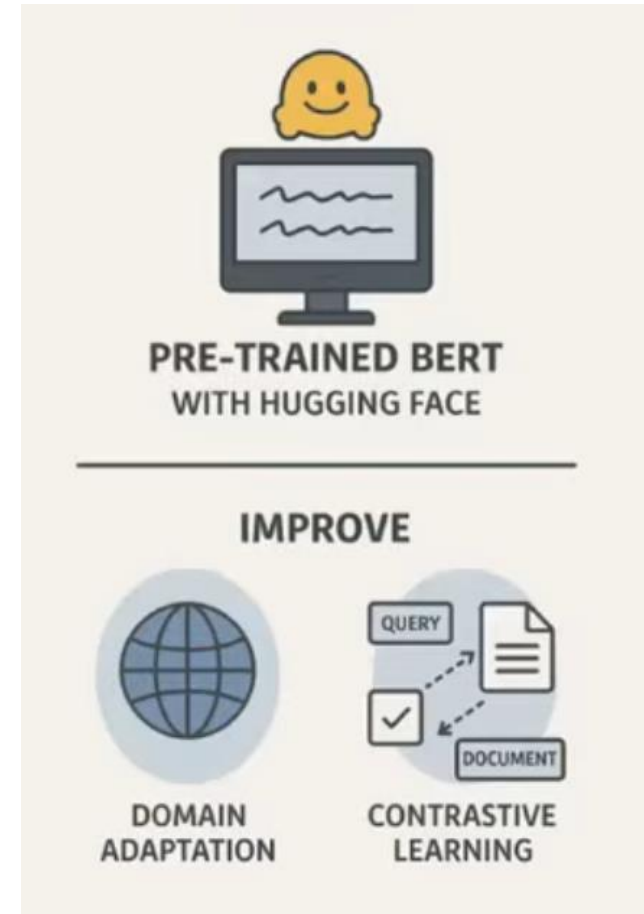 PRE-TRAINED BERT
WITH HUGGING FACE
IMPROVE
QUERY
DOCUMENT
DOMAIN
ADAPTATION
CONTRASTIVE
LEARNING